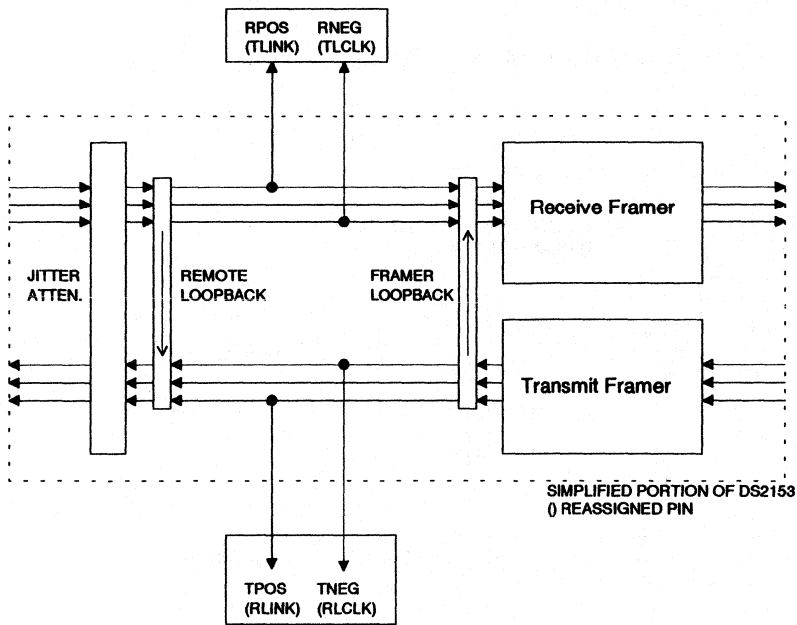 RPOS RNEG
(TLINK) (TLCLK)
Receive Framer
JITTER
ATTEN.
REMOTE
LOOPBACK
FRAMER
LOOPBACK
Transmit Framer
SIMPLIFIED PORTION OF DS2153
() REASSIGNED PIN
TPOS TNEG
(RLINK) (RLCLK)